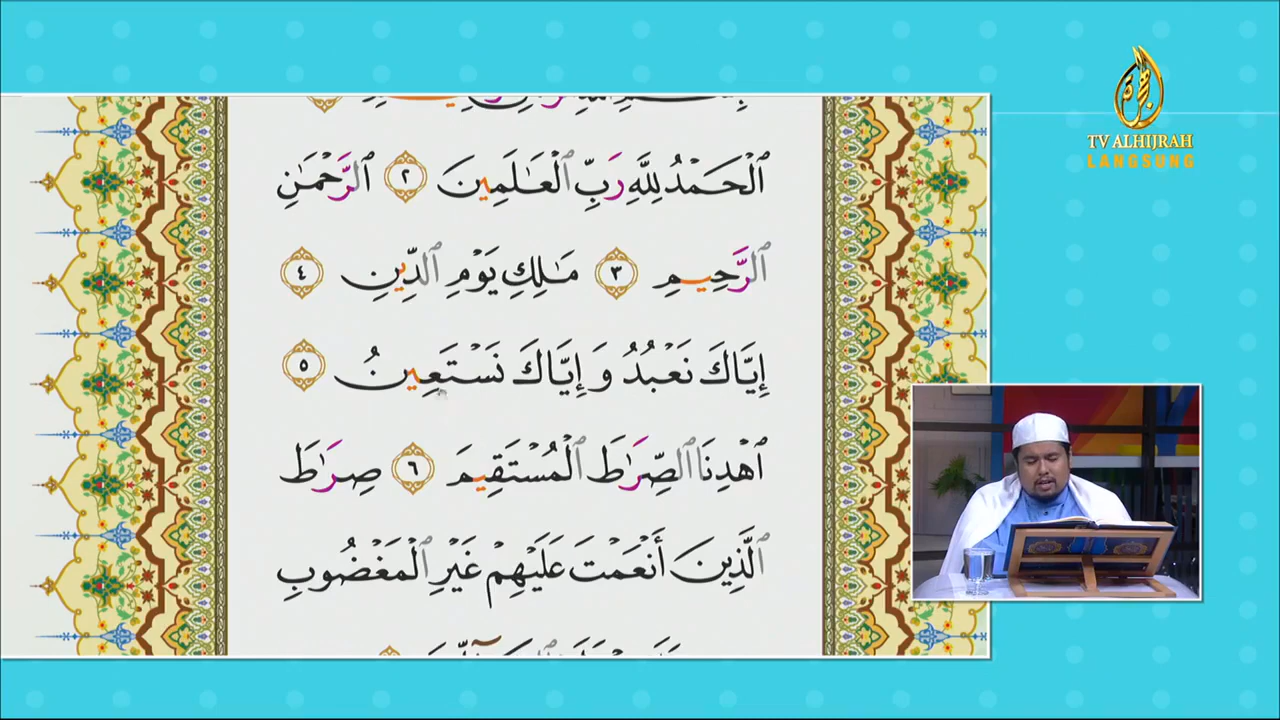 ٱلۡحَمۡدُ لِلَّهِ رَبِّ ٱلۡعَٰلَمِينَ ٢ ٱلرَّحۡمَٰنِ
ٱلرَّحِيمِ ٣ مَٰلِكِ يَوۡمِ ٱلدِّينِ ٤
إِيَّاكَ نَعۡبُدُ وَإِيَّاكَ نَسۡتَعِينُ ٥
ٱهۡدِنَا ٱلصِّرَٰطَ ٱلۡمُسۡتَقِيمَ ٦ صِرَٰطَ
ٱلَّذِينَ أَنۡعَمۡتَ عَلَيۡهِمۡ غَيۡرِ ٱلۡمَغۡضُوبِ
TV ALHIJRAH
LANGSUNG